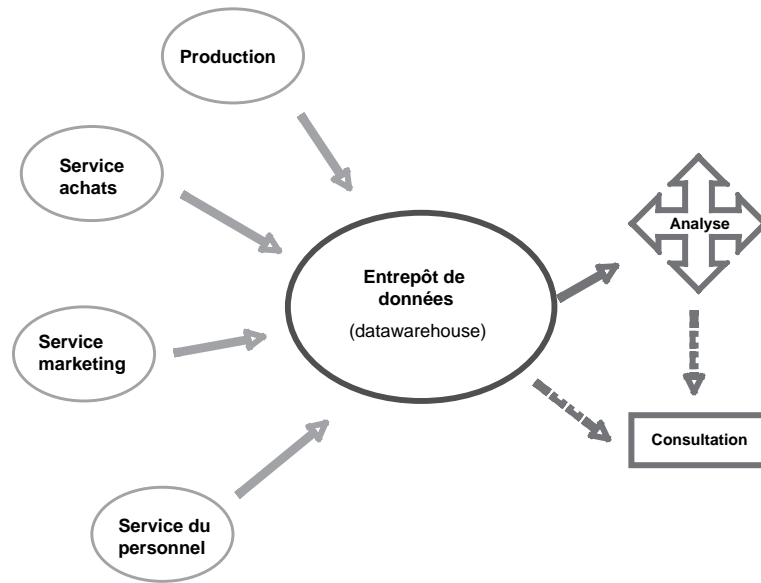 Production
Service
achats
Analyse
Entrepôt de
données
(datawarehouse)
Service
marketing
Consultation
Service du
personnel